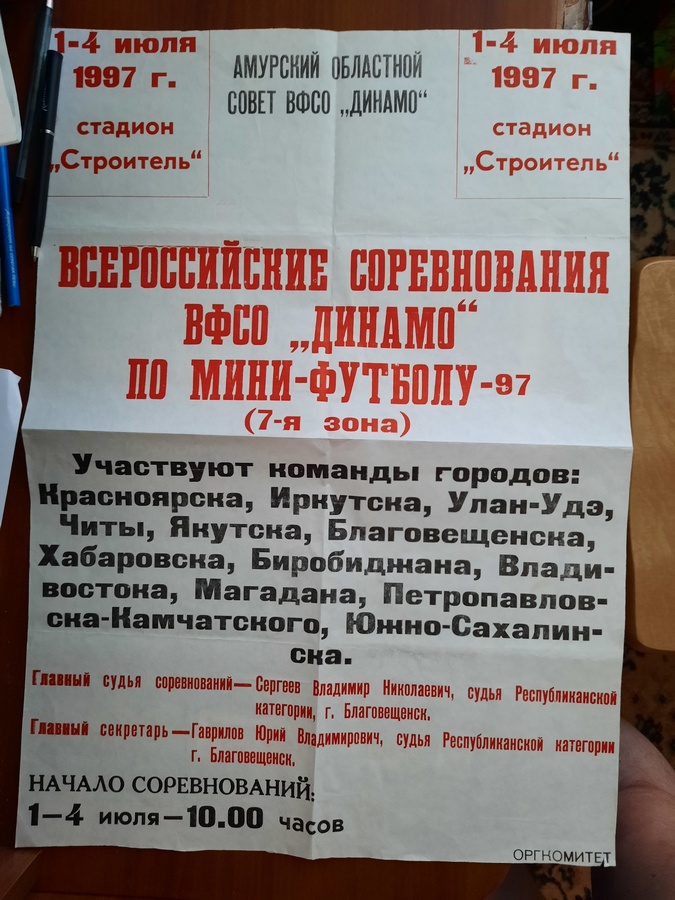 1-4 июля
1997 г.
стадион
„Строитель“
АМУРСКИЙ ОБЛАСТНОЙ
СОВЕТ ВФСО „ДИНАМО“
1-4 июля
1997 г.
стадион
„Строитель“
ВСЕРОССИЙСКИЕ СОРЕВНОВАНИЯ
ВФСО „ДИНАМО“
ПО МИНИ-ФУТБОЛУ-97
(7-я зона)
Участвуют команды городов:
Красноярска, Иркутска, Улан-Удэ,
Читы, Якутска, Благовещенска,
Хабаровска, Биробиджана, Влади-
востока, Магадана, Петропавлов-
ска-Камчатского, Южно-Сахалин-
ска.
Главный судья соревнований—Сергеев Владимир Николаевич, судья Республиканской
категории, г. Благовещенск.
Главный секретарь—Гаврилов Юрий Владимирович, судья Республиканской категории
г. Благовещенск.
НАЧАЛО СОРЕВНОВАНИЙ:
1—4 июля—10.00 часов
ОРГКОМИТЕТ